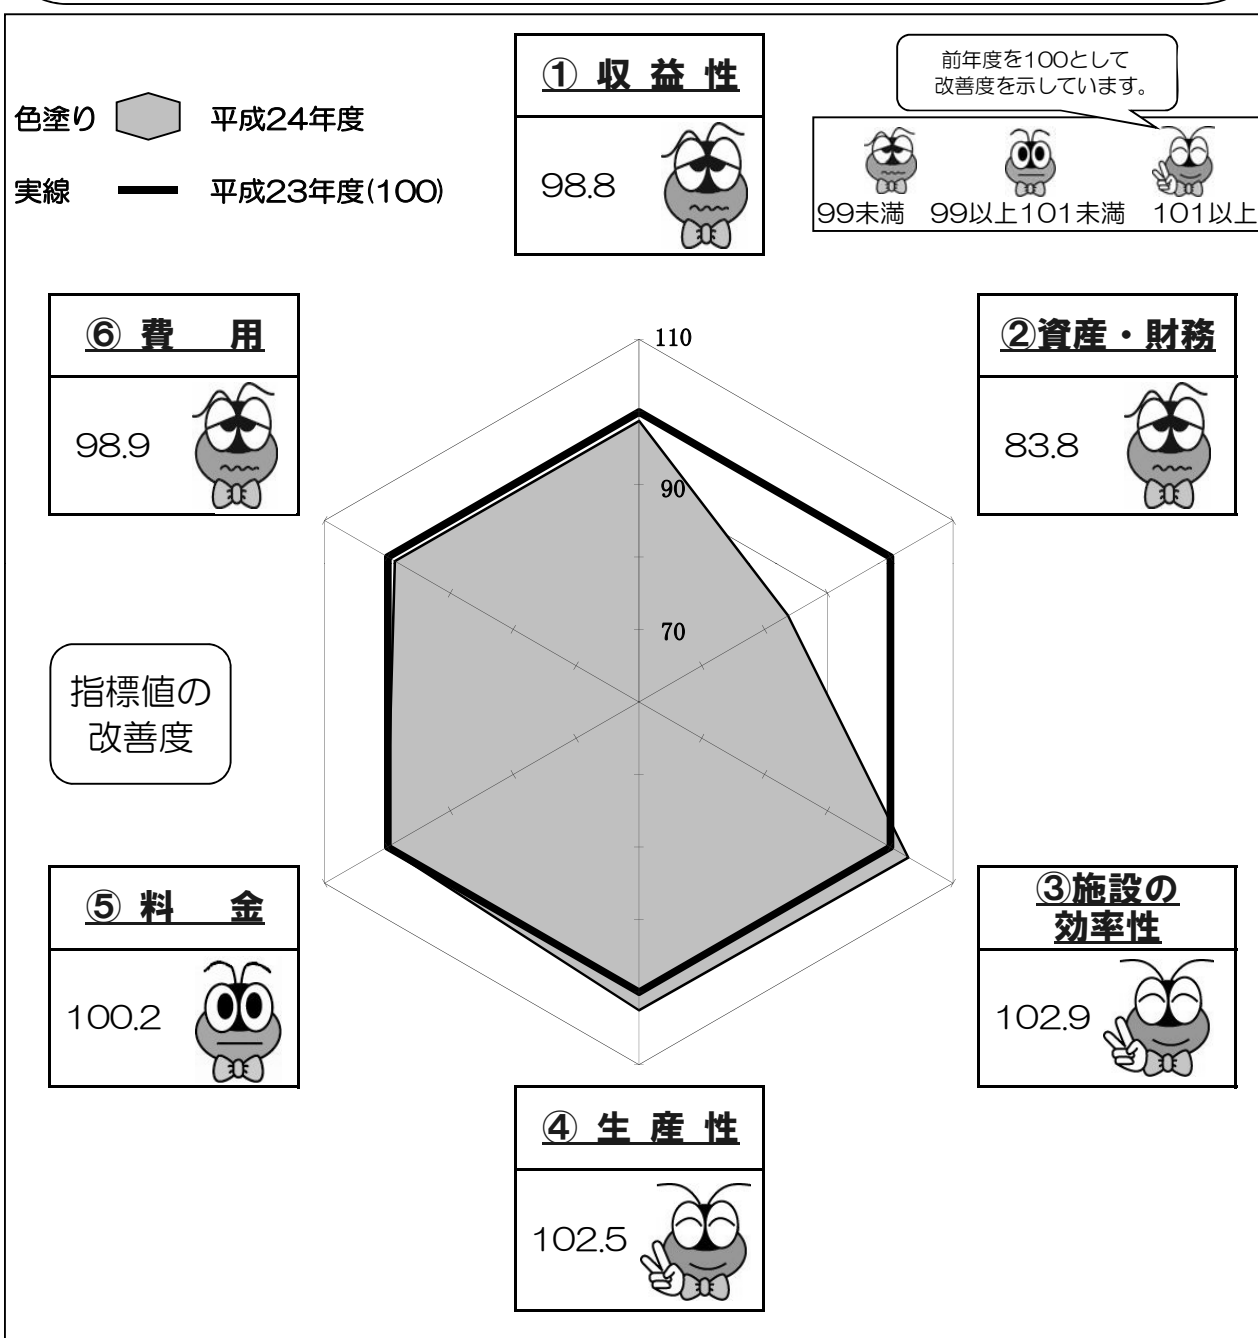 ① 収益性
98.8
前年度を100として
改善度を示しています。
色塗り 平成24年度
実線 平成23年度(100)
99未満 99以上101未満 101以上
⑥ 費 用
98.9
②資産・財務
83.8
110
90
70
指標値の
改善度
⑤ 料 金
100.2
③施設の
効率性
102.9
④ 生産性
102.5